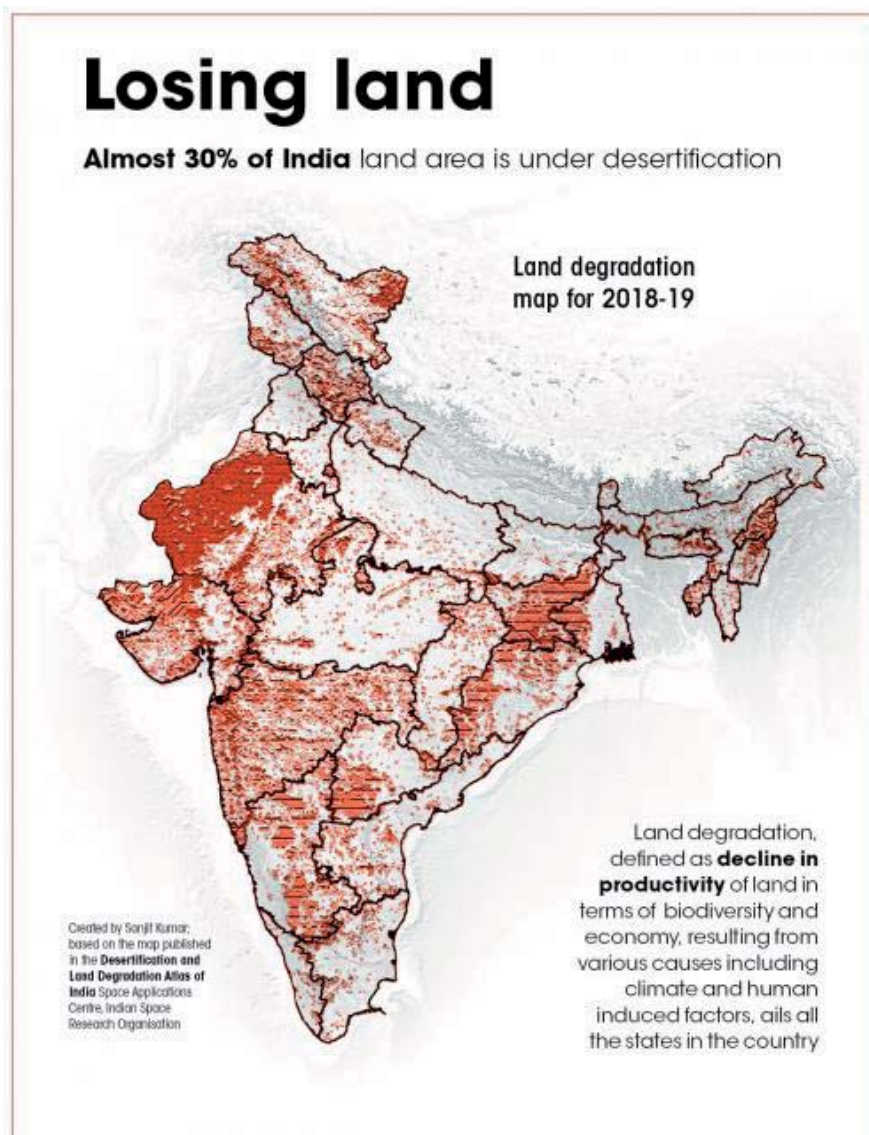 Losing land
Almost 30% of India land area is under desertification
Land degradation
map for 2018-19
Land degradation,
defined as decline in
productivity of land in
terms of biodiversity and
economy, resulting from
various causes including
climate and human
induced factors, ails all
the states in the country
Created by Sanjit Kumar;
based on the map published
in the Desertification and
Land Degradation Atlas of
India Space Applications
Centre, Indian Space
Research Organisation